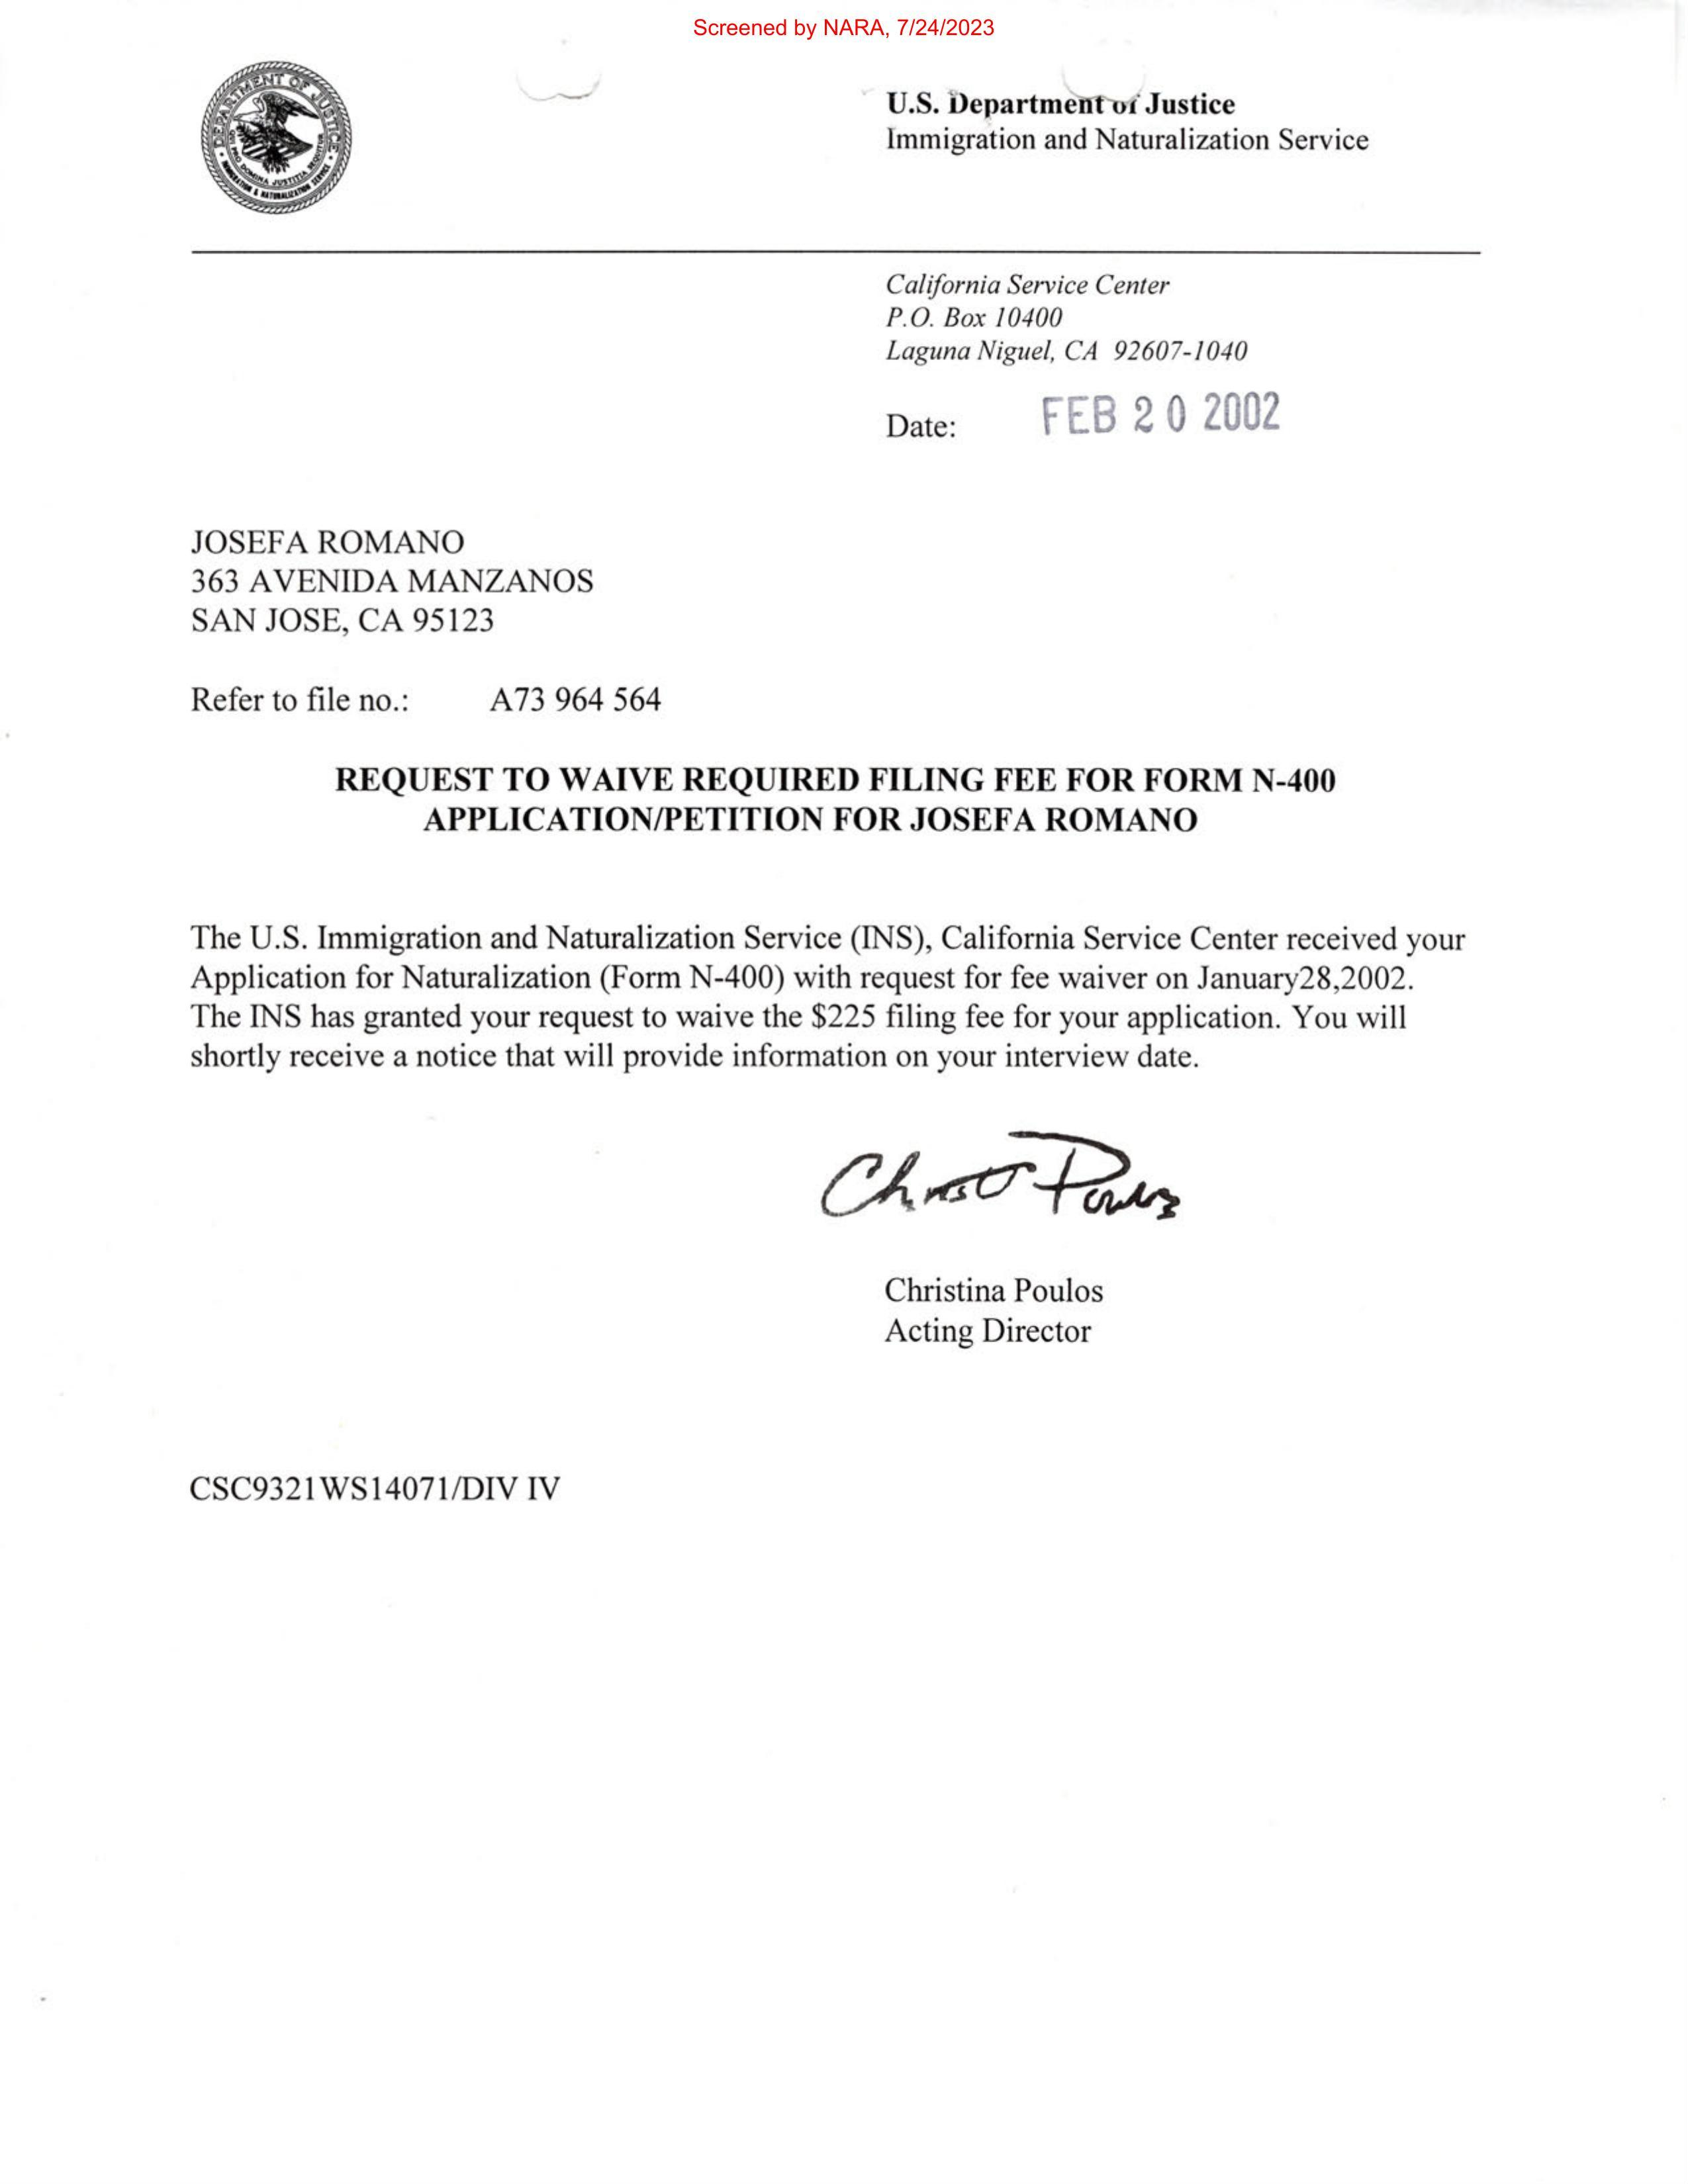 Screened by NARA, 7/24/2023
DEPARTMENT OF JUSTICE
QUI PRO DOMINA JUSTITIA SEQUITUR
IMMIGRATION & NATURALIZATION SERVICE
U.S. Department of Justice
Immigration and Naturalization Service
California Service Center
P.O. Box 10400
Laguna Niguel, CA 92607-1040
Date: FEB 20 2002
JOSEFA ROMANO
363 AVENIDA MANZANOS
SAN JOSE, CA 95123
Refer to file no.: A73 964 564
REQUEST TO WAIVE REQUIRED FILING FEE FOR FORM N-400
APPLICATION/PETITION FOR JOSEFA ROMANO
The U.S. Immigration and Naturalization Service (INS), California Service Center received your
Application for Naturalization (Form N-400) with request for fee waiver on January28,2002.
The INS has granted your request to waive the $225 filing fee for your application. You will
shortly receive a notice that will provide information on your interview date.
Christina Poulos
Acting Director
CSC9321WS14071/DIV IV